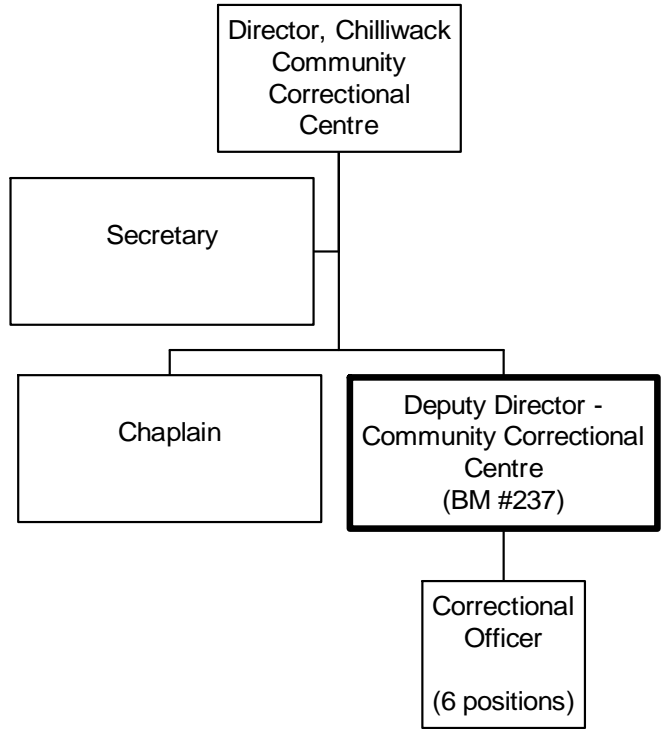 Director, Chilliwack
Community
Correctional
Centre
Secretary
Chaplain
Deputy Director -
Community Correctional
Centre
(BM #237)
Correctional
Officer
(6 positions)